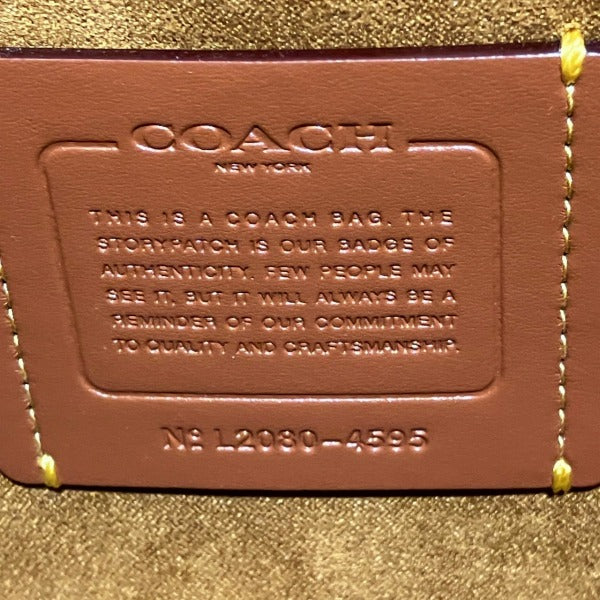 COACH
NEW YORK
THIS IS A COACH BAG. THE
STORYPATCH IS OUR BADGE OF
AUTHENTICITY. FEW PEOPLE MAY
SEE IT, BUT IT WILL ALWAYS BE A
REMINDER OF OUR COMMITMENT
TO QUALITY AND CRAFTSMANSHIP.
Nº L2080-4595